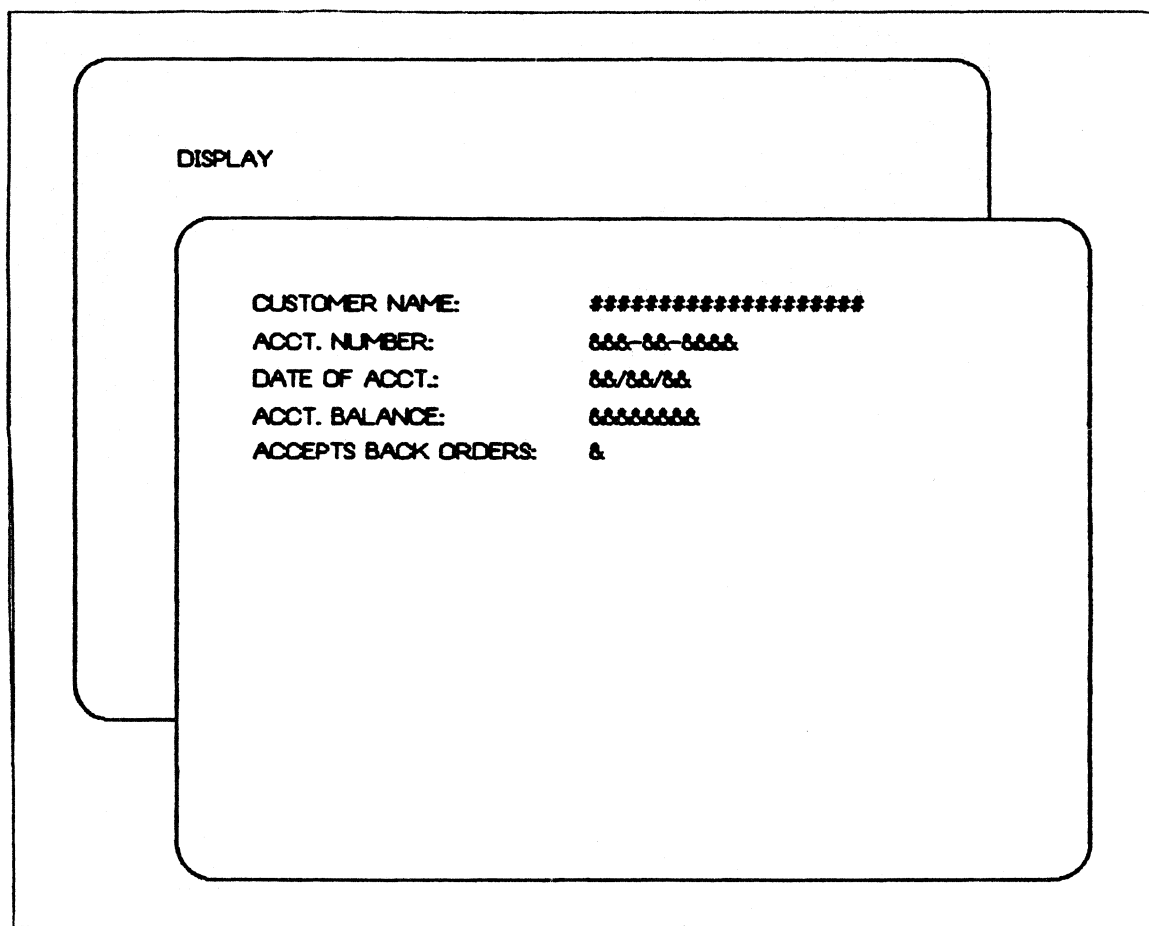 DISPLAY
CUSTOMER NAME: ####################
ACCT. NUMBER: &&&-&&-&&&&
DATE OF ACCT.: &&/&&/&&
ACCT. BALANCE: &&&&&&&&
ACCEPTS BACK ORDERS: &